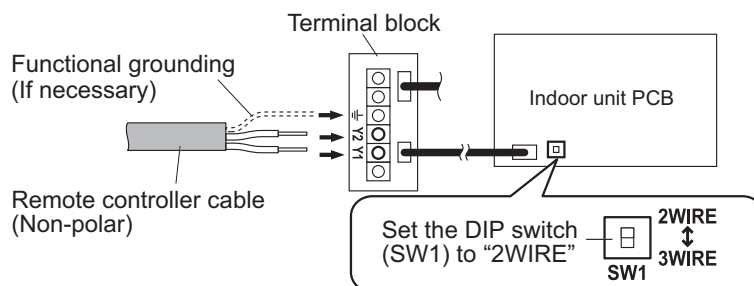 Terminal block
Functional grounding
(If necessary)
Y2
Y1
Indoor unit PCB
Remote controller cable
(Non-polar)
Set the DIP switch
(SW1) to “2WIRE”
2WIRE
3WIRE
SW1